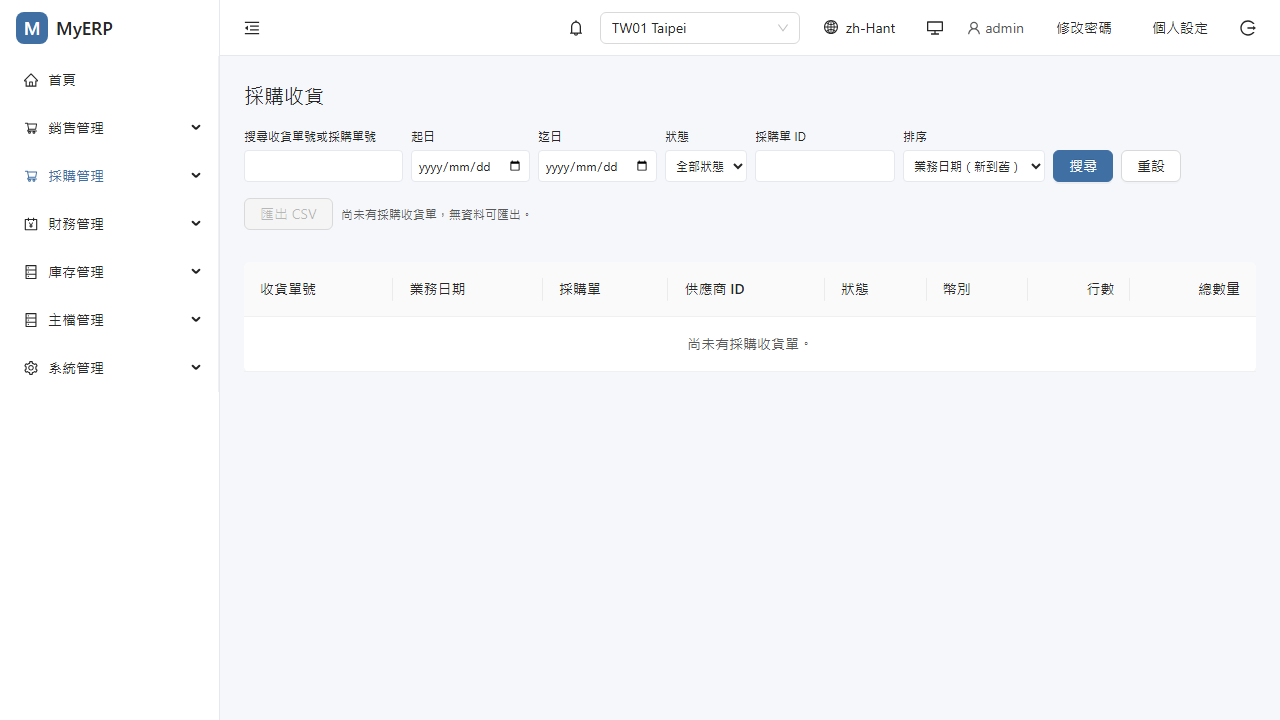 M MyERP
TW01 Taipei
zh-Hant
admin
修改密碼
個人設定
首頁
銷售管理
採購管理
財務管理
庫存管理
主檔管理
系統管理
採購收貨
搜尋收貨單號或採購單號 起日 迄日 狀態 採購單 ID 排序
yyyy/mm/dd yyyy/mm/dd 全部狀態 業務日期（新到舊） 搜尋 重設
匯出 CSV 尚未有採購收貨單，無資料可匯出。
收貨單號 業務日期 採購單 供應商 ID 狀態 幣別 行數 總數量
尚未有採購收貨單。